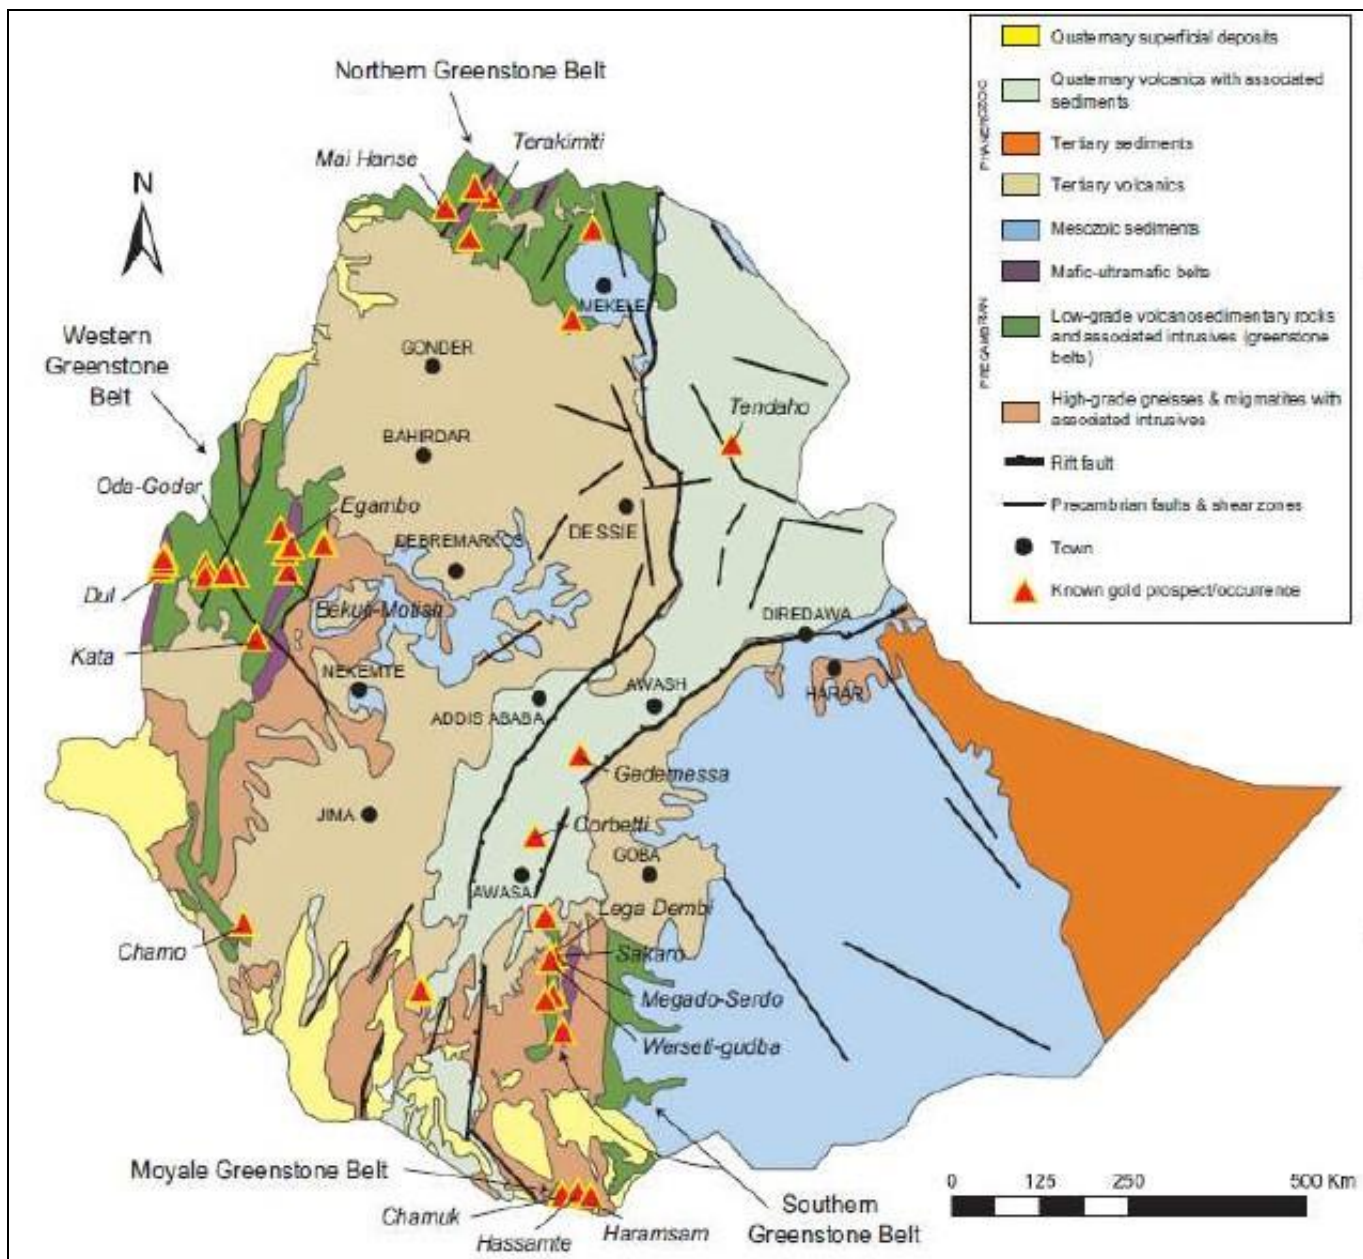 Northern Greenstone Belt
Terakimiti
Mai Hanse
N
MEKELE
Western
Greenstone
Belt
GONDER
Tendaho
BAHIRDAR
Oda-Goder
Egambo
DESSIE
DEBREMARKOS
Dul
Bekuji-Motish
DIREDAWA
Kata
NEKEMTE
HARAR
AWASH
ADDIS ABABA
Gedemessa
JIMA
Corbetti
GOBA
AWASA
Lega Dembi
Chamo
Sakaro
Megado-Serdo
Werseti-gudba
Moyale Greenstone Belt
Chamuk
Hassamte
Haramsam
Southern
Greenstone Belt
0 125 250 500 Km
PHANEROZOIC
Quaternary superficial deposits
Quaternary volcanics with associated
sediments
Tertiary sediments
Tertiary volcanics
Mesozoic sediments
PRECAMBRIAN
Mafic-ultramafic belts
Low-grade volcanosedimentary rocks
and associated intrusives (greenstone
belts)
High-grade gneisses & migmatites with
associated intrusives
Rift fault
Precambrian faults & shear zones
Town
Known gold prospect/occurrence